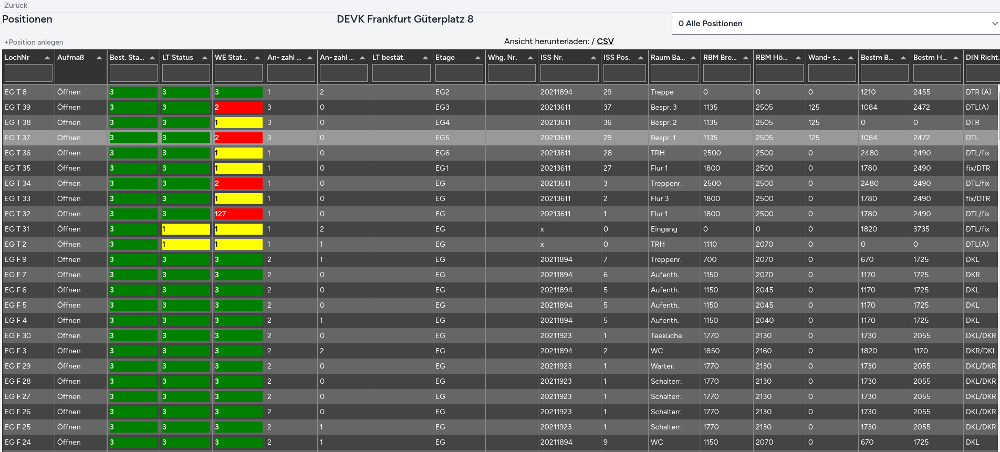 Zurück
Positionen DEVK Frankfurt Güterplatz 8 0 Alle Positionen
+Position anlegen Ansicht herunterladen: / CSV
LochNr Aufmaß Best. Sta... LT Status WE Stat... An- zahl ... An- zahl ... LT bestät. Etage Whg. Nr. ISS Nr. ISS Pos. Raum Ba... RBM Bre... RBM Hö... Wand- s... Bestm B... Bestm H... DIN Richt.
EG T 8 Öffnen 3 3 3 1 2 EG2 20211894 29 Treppe 0 0 0 1210 2455 DTR (A)
EG T 39 Öffnen 3 3 2 3 0 EG3 20213611 37 Bespr. 3 1135 2505 125 1084 2472 DTL(A)
EG T 38 Öffnen 3 3 1 3 0 EG4 20213611 36 Bespr. 2 1135 2505 125 0 0 DTR
EG T 37 Öffnen 3 3 2 3 0 EG5 20213611 29 Bespr. 1 1135 2505 125 1084 2472 DTL
EG T 36 Öffnen 3 3 1 1 0 EG6 20213611 28 TRH 2500 2500 0 2480 2490 DTL/fix
EG T 35 Öffnen 3 3 1 1 0 EG1 20213611 27 Flur 1 1800 2500 0 1780 2490 fix/DTR
EG T 34 Öffnen 3 3 2 1 0 EG 20213611 3 Treppenr. 2500 2500 0 2480 2490 DTL/fix
EG T 33 Öffnen 3 3 1 1 0 EG 20213611 2 Flur 3 1800 2500 0 1780 2490 fix/DTR
EG T 32 Öffnen 3 3 127 1 0 EG 20213611 1 Flur 1 1800 2500 0 1780 2490 DTL/fix
EG T 31 Öffnen 3 1 1 1 2 EG x 0 Eingang 0 0 0 1820 3735 DTL/fix
EG T 2 Öffnen 3 1 1 1 1 EG x 0 TRH 1110 2070 0 0 0 DTL(A)
EG F 9 Öffnen 3 3 3 2 1 EG 20211894 7 Treppenr. 700 2070 0 670 1725 DKL
EG F 7 Öffnen 3 3 3 2 0 EG 20211894 6 Aufenth. 1150 2070 0 1170 1725 DKR
EG F 6 Öffnen 3 3 3 2 0 EG 20211894 5 Aufenth. 1150 2045 0 1170 1725 DKL
EG F 5 Öffnen 3 3 3 2 0 EG 20211894 5 Aufenth. 1150 2045 0 1170 1725 DKL
EG F 4 Öffnen 3 3 3 2 1 EG 20211894 5 Aufenth. 1150 2040 0 1170 1725 DKL
EG F 30 Öffnen 3 3 3 2 0 EG 20211923 1 Teeküche 1770 2130 0 1730 2055 DKL/DKR
EG F 3 Öffnen 3 3 3 2 2 EG 20211894 2 WC 1850 2160 0 1820 1170 DKR/DKL
EG F 29 Öffnen 3 3 3 2 0 EG 20211923 1 Warter. 1770 2130 0 1730 2055 DKL/DKR
EG F 28 Öffnen 3 3 3 2 0 EG 20211923 1 Schalterr. 1770 2130 0 1730 2055 DKL/DKR
EG F 27 Öffnen 3 3 3 2 0 EG 20211923 1 Schalterr. 1770 2130 0 1730 2055 DKL/DKR
EG F 26 Öffnen 3 3 3 2 0 EG 20211923 1 Schalterr. 1770 2130 0 1730 2055 DKL/DKR
EG F 25 Öffnen 3 3 3 2 1 EG 20211923 1 Schalterr. 1770 2130 0 1730 2055 DKL/DKR
EG F 24 Öffnen 3 3 3 2 1 EG 20211894 9 WC 1150 2070 0 670 1725 DKL